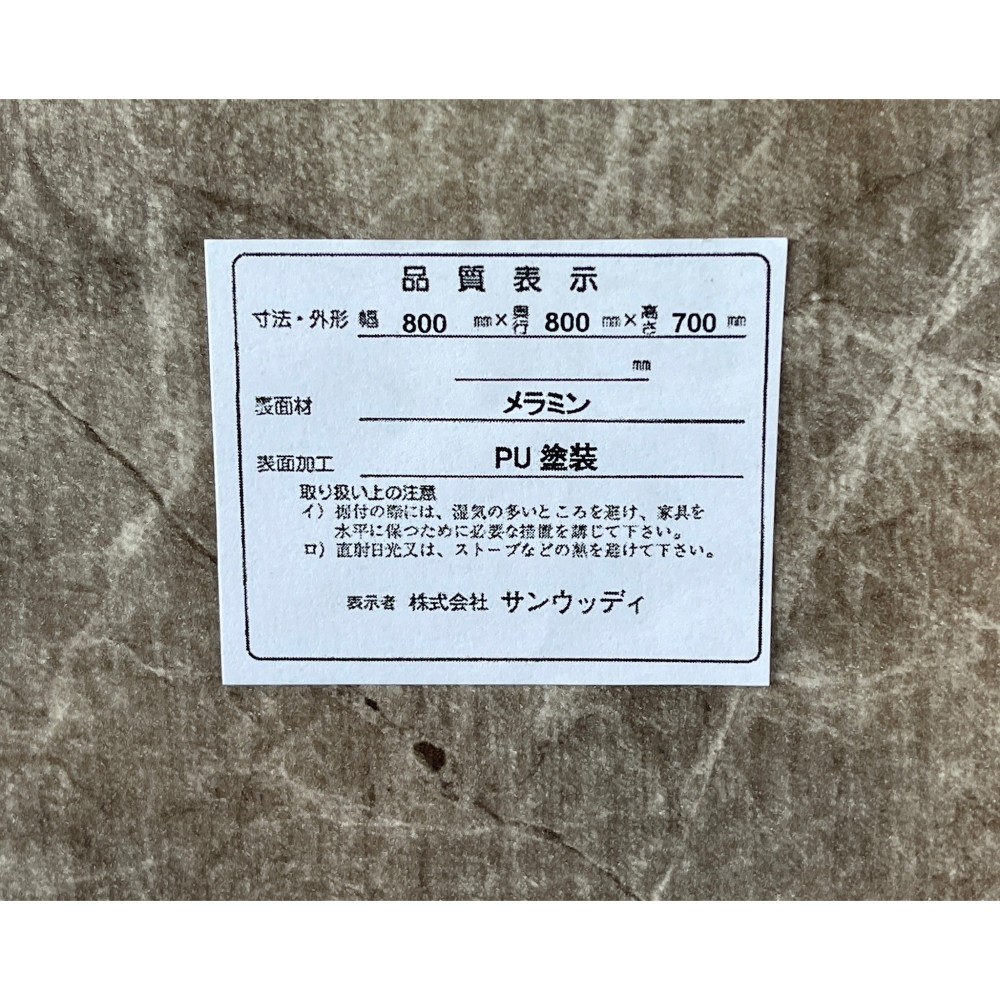 品質表示
寸法・外形 幅 800 mm×奥行 800 mm×高さ 700 mm
mm
表面材 メラミン
表面加工 PU 塗装
取り扱い上の注意
イ）据付の際には、湿気の多いところを避け、家具を
水平に保つために必要な措置を講じて下さい。
ロ）直射日光又は、ストーブなどの熱を避けて下さい。
表示者 株式会社 サンウッディ